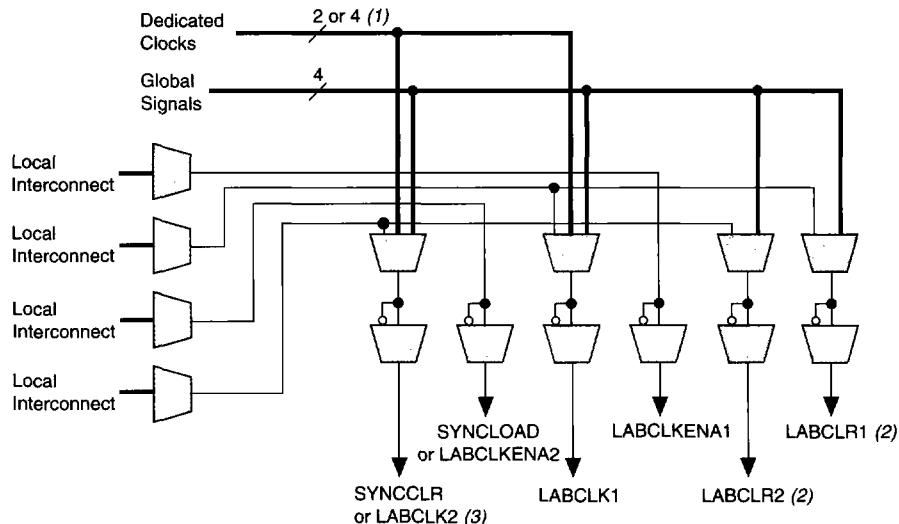 Dedicated
Clocks
2 or 4 (1)
Global
Signals
4
Local
Interconnect
Local
Interconnect
Local
Interconnect
Local
Interconnect
SYNCLOAD
or LABCLKENA2
LABCLKENA1
LABCLR1 (2)
SYNCCLR
or LABCLK2 (3)
LABCLK1
LABCLR2 (2)